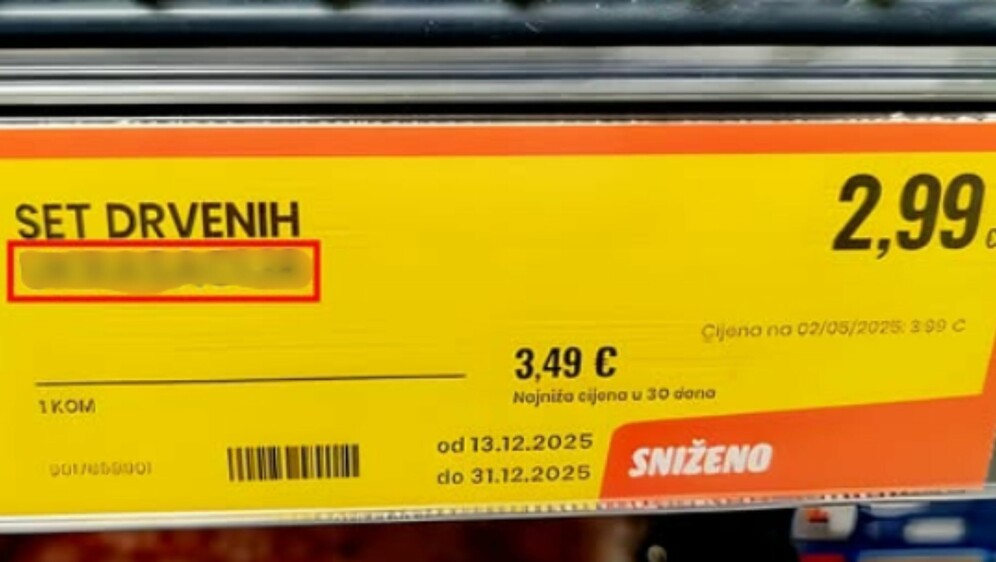 SET DRVENIH
2,99 €
Cijena na 02/05/2025: 3.99 €
3,49 €
Najniža cijena u 30 dana
1 KOM
od 13.12.2025
do 31.12.2025
SNIŽENO